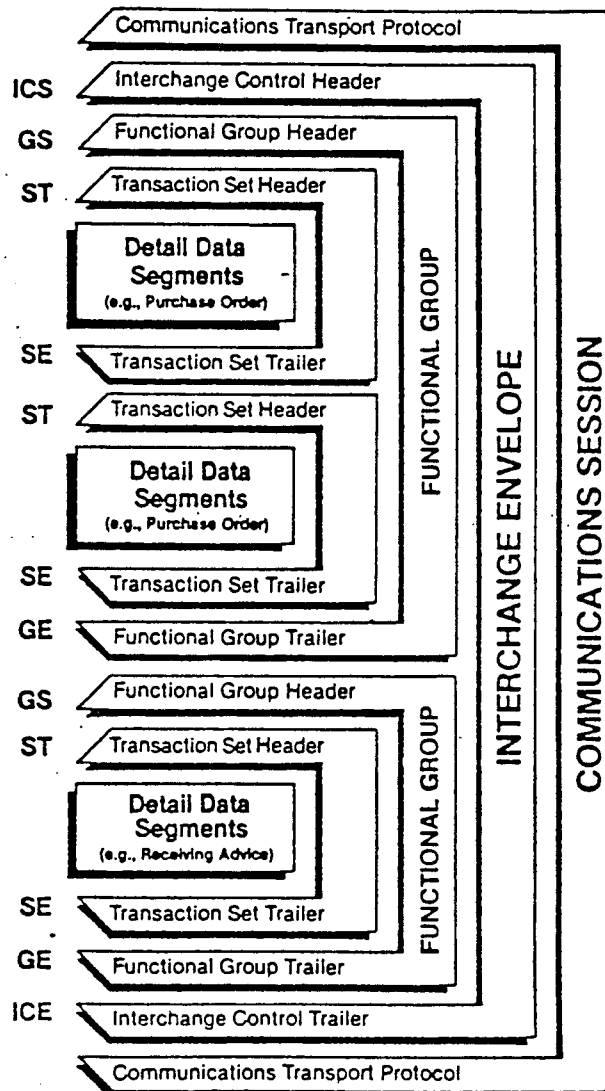 Communications Transport Protocol
ICS Interchange Control Header
GS Functional Group Header
ST Transaction Set Header
Detail Data
Segments
(e.g., Purchase Order)
SE Transaction Set Trailer
ST Transaction Set Header
Detail Data
Segments
(e.g., Purchase Order)
SE Transaction Set Trailer
GE Functional Group Trailer
FUNCTIONAL GROUP
GS Functional Group Header
ST Transaction Set Header
Detail Data
Segments
(e.g., Receiving Advice)
SE Transaction Set Trailer
GE Functional Group Trailer
FUNCTIONAL GROUP
ICE Interchange Control Trailer
INTERCHANGE ENVELOPE
Communications Transport Protocol
COMMUNICATIONS SESSION